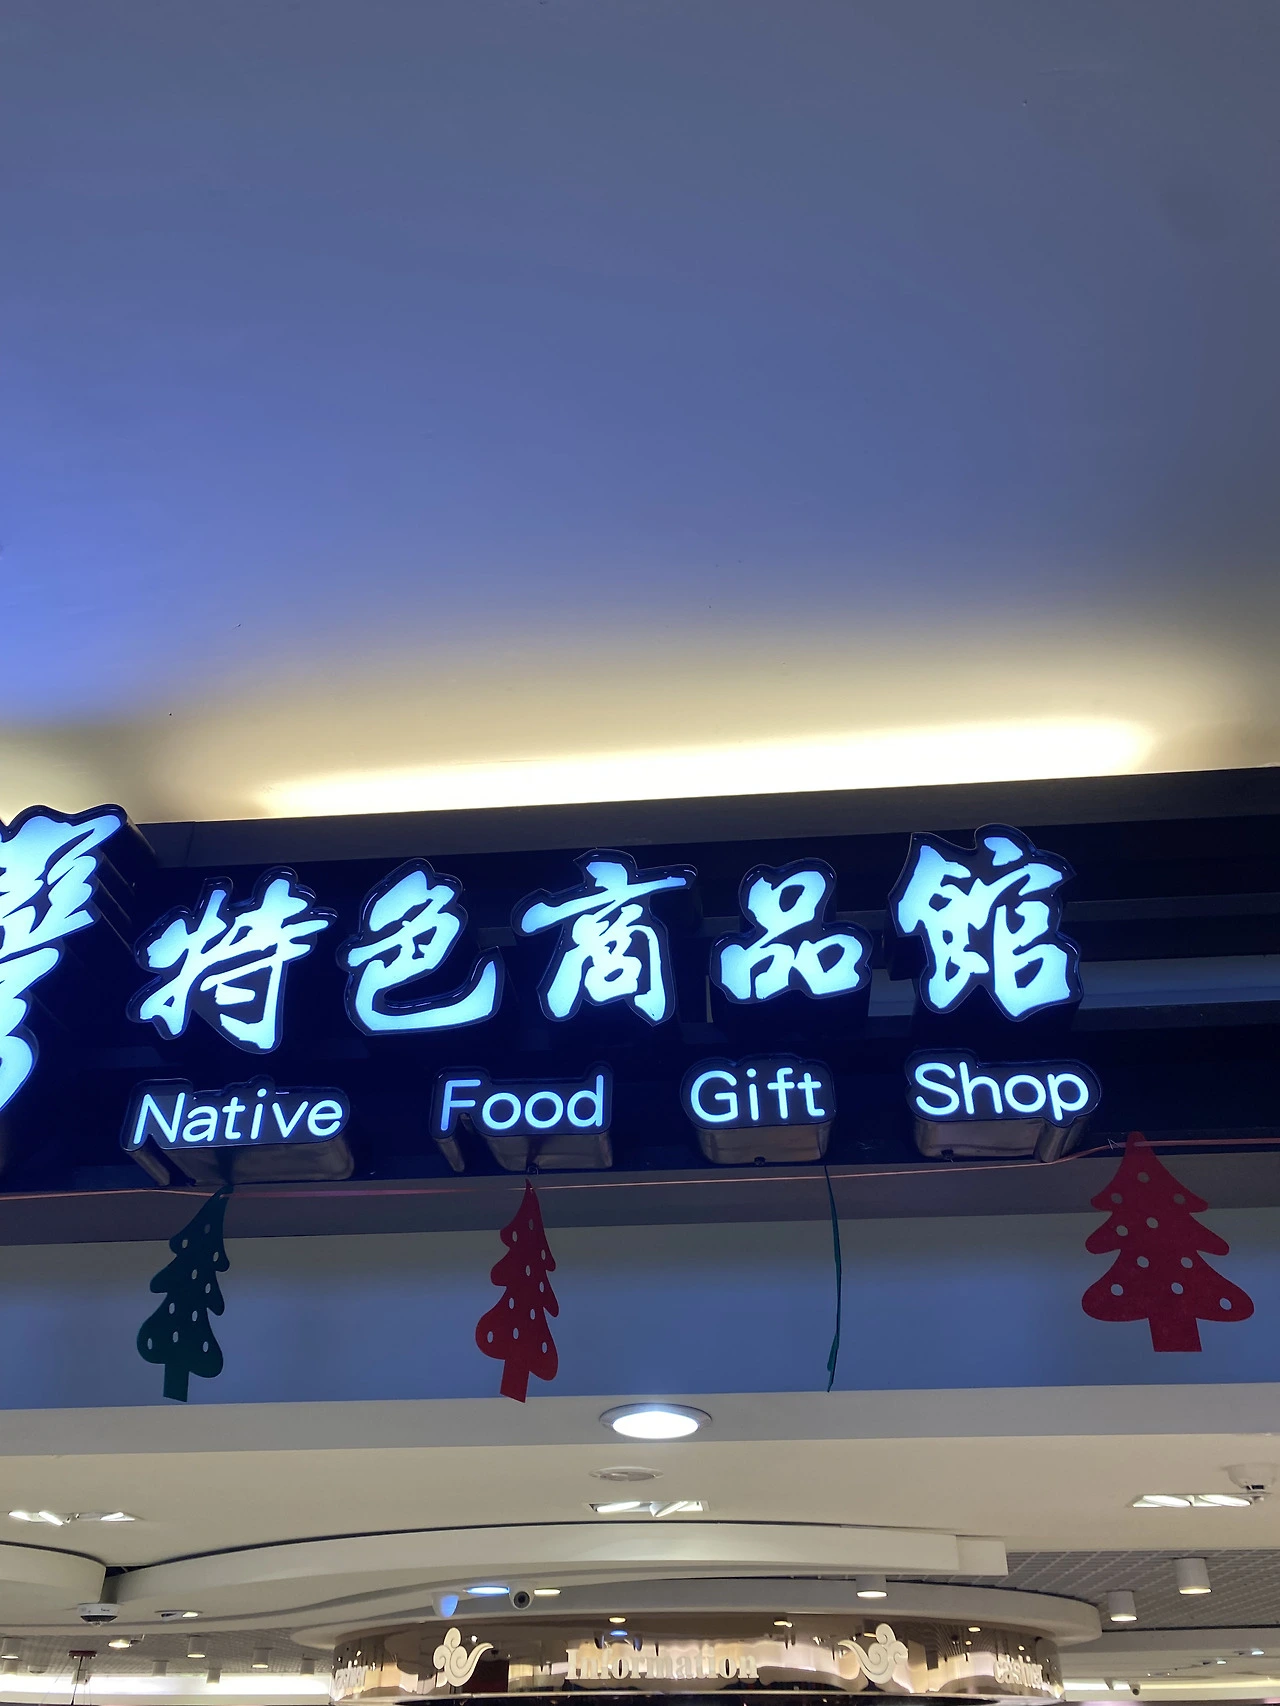 特色商品館
Native Food Gift Shop
Information